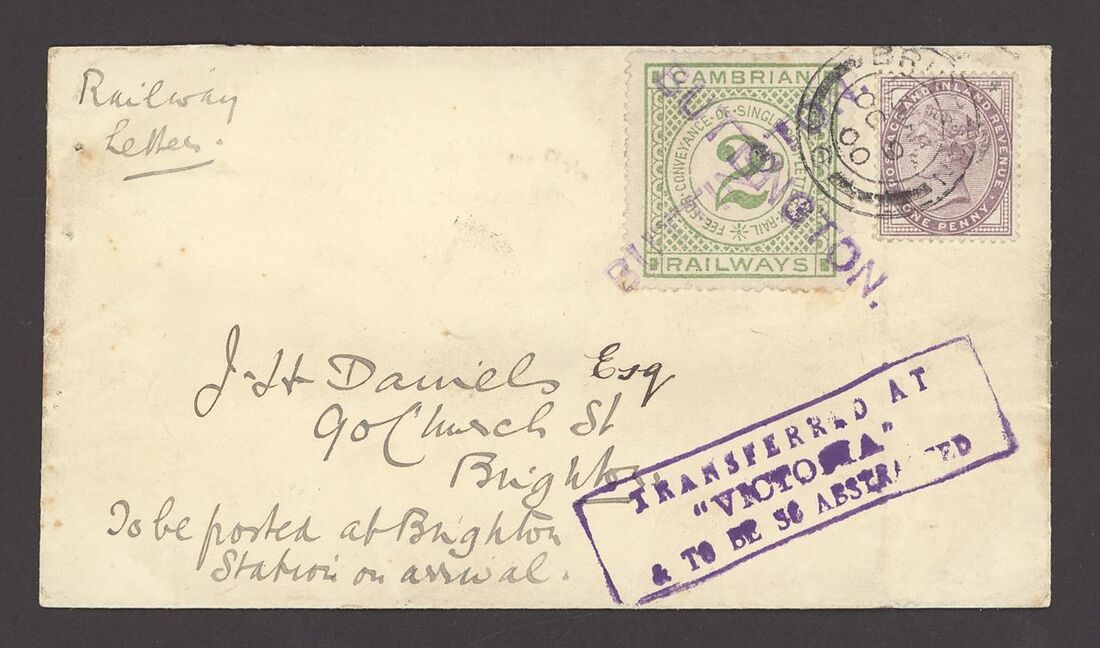 Railway
Letter.
CAMBRIAN
FEE·FOR·CONVEYANCE·OF·SINGLE LETTER BY RAIL
2
RAILWAYS
BUTTINGTON.
BUTTINGTON
POSTAGE AND INLAND REVENUE
ONE PENNY
J. H. Daniels Esq
90 Church St
Brighton.
To be posted at Brighton
Station on arrival.
TRANSFERRED AT
"VICTORIA"
& TO BE SO ABSTRACTED